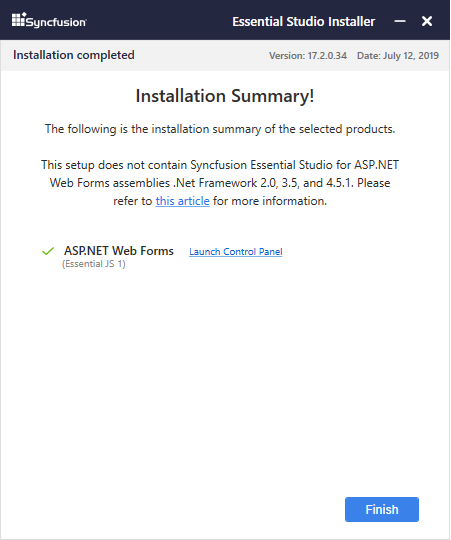 Syncfusion Essential Studio Installer
Installation completed Version: 17.2.0.34 Date: July 12, 2019
Installation Summary!
The following is the installation summary of the selected products.
This setup does not contain Syncfusion Essential Studio for ASP.NET
Web Forms assemblies .Net Framework 2.0, 3.5, and 4.5.1. Please
refer to this article for more information.
ASP.NET Web Forms Launch Control Panel
(Essential JS 1)
Finish